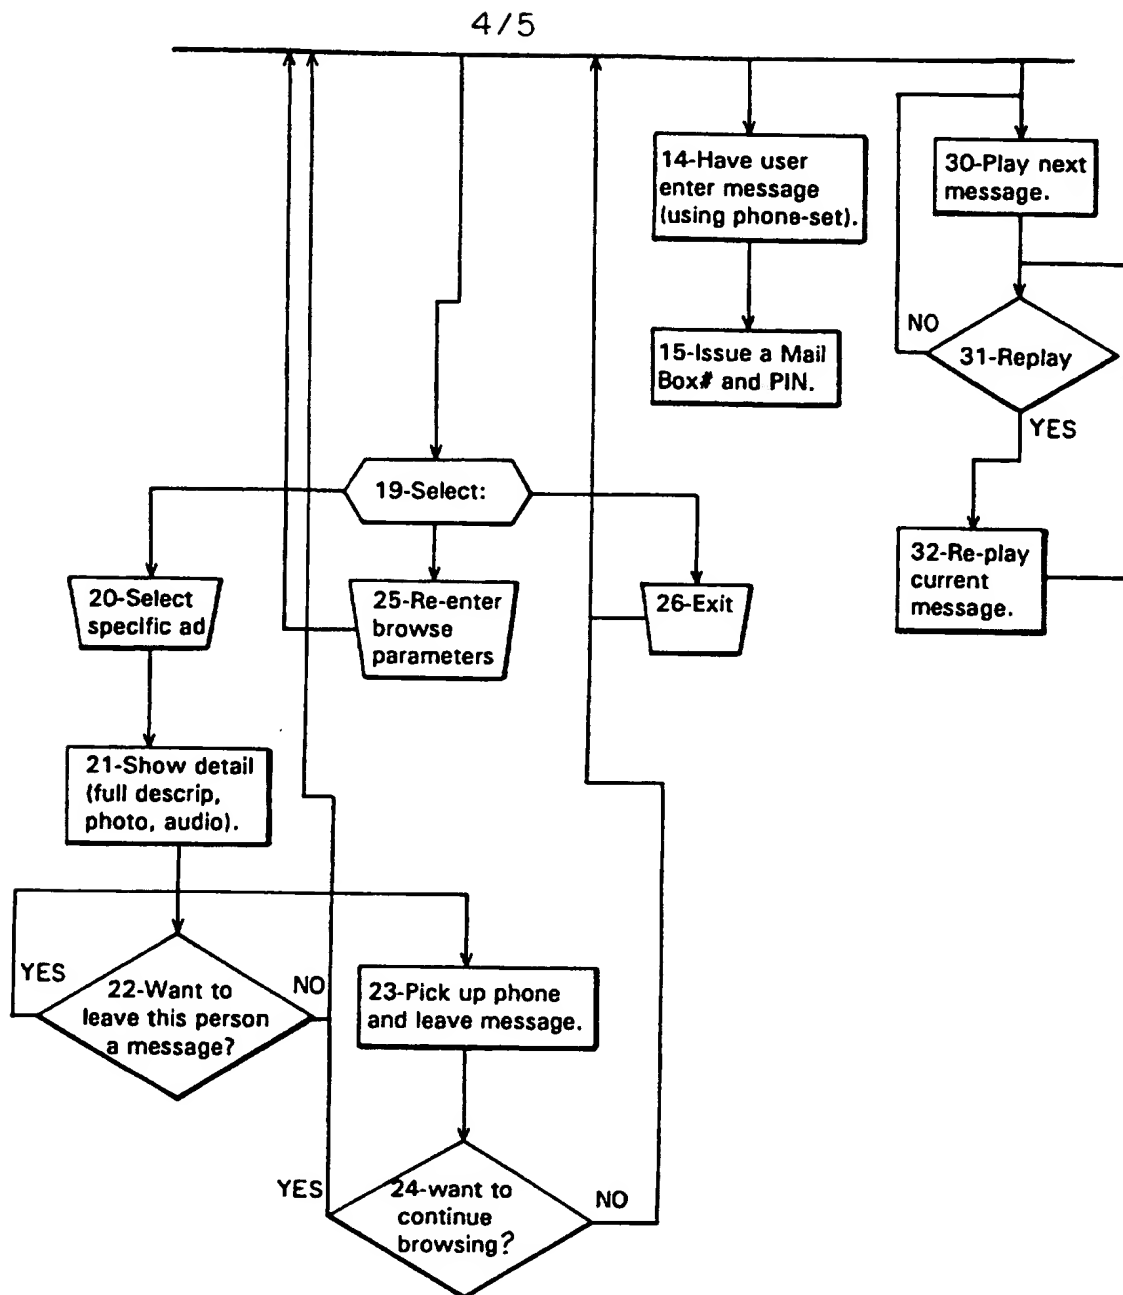 4/5
14-Have user
enter message
(using phone-set).
30-Play next
message.
15-Issue a Mail
Box# and PIN.
NO
31-Replay
YES
19-Select:
32-Re-play
current
message.
20-Select
specific ad
25-Re-enter
browse
parameters
26-Exit
21-Show detail
(full descrip,
photo, audio).
YES
22-Want to
leave this person
a message?
NO
23-Pick up phone
and leave message.
YES
24-want to
continue
browsing?
NO